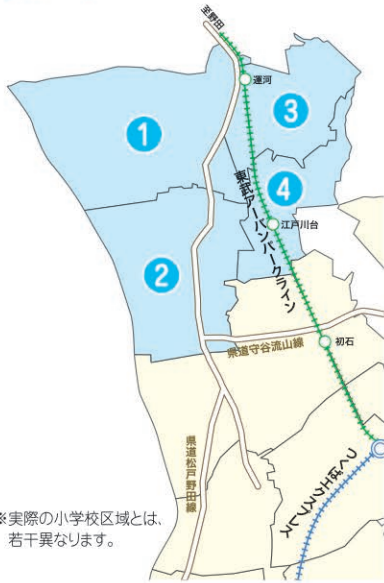 至野田
運河
1
3
4
東武アーバンパークライン
江戸川台
2
県道守谷流山線
初石
県道松戸野田線
つくばエクスプレス
※実際の小学校区域とは、
若干異なります。